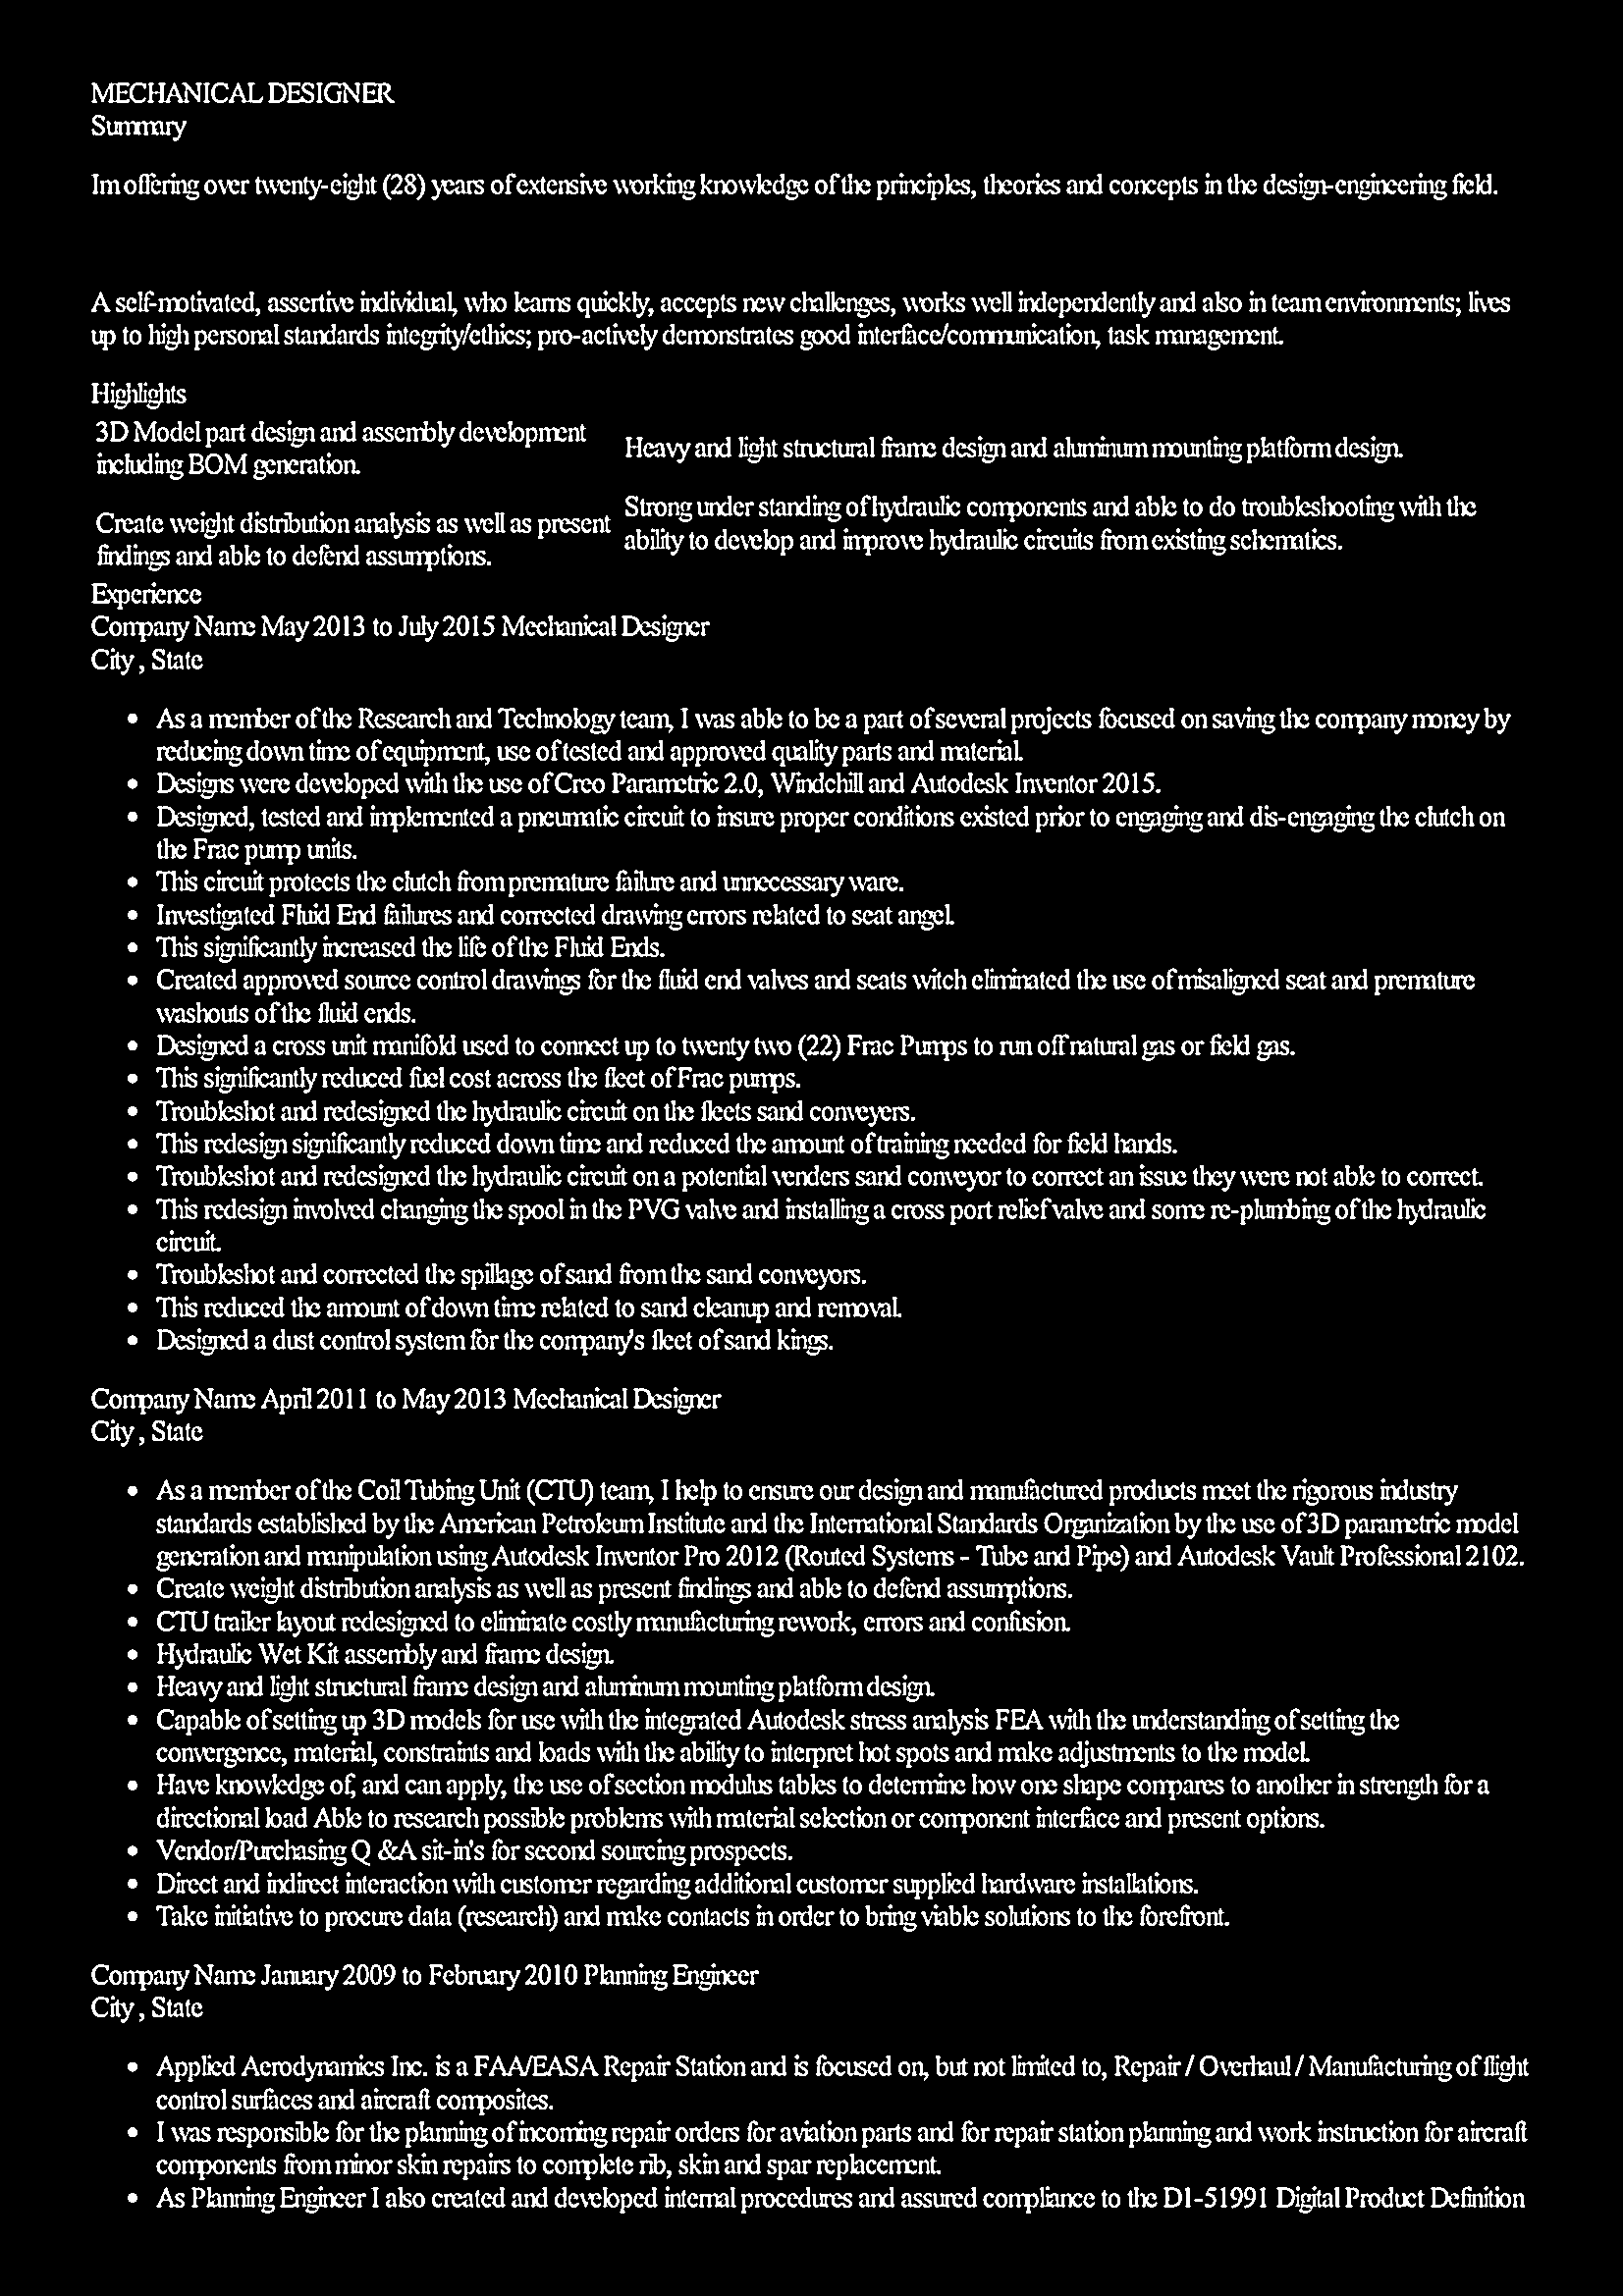 MECHANICAL DESIGNER
Summary
Im offering over twenty-eight (28) years of extensive working knowledge of the principles, theories and concepts in the design-engineering field.
A self-motivated, assertive individual, who learns quickly, accepts new challenges, works well independently and also in team environments; lives
up to high personal standards integrity/ethics; pro-actively demonstrates good interface/communication, task management.
Highlights
3D Model part design and assembly development
including BOM generation.
Heavy and light structural frame design and aluminum mounting platform design.
Create weight distribution analysis as well as present
findings and able to defend assumptions.
Strong under standing of hydraulic components and able to do troubleshooting with the
ability to develop and improve hydraulic circuits from existing schematics.
Experience
Company Name May 2013 to July 2015 Mechanical Designer
City , State
• As a member of the Research and Technology team, I was able to be a part of several projects focused on saving the company money by
reducing down time of equipment, use of tested and approved quality parts and material.
• Designs were developed with the use of Creo Parametric 2.0, Windchill and Autodesk Inventor 2015.
• Designed, tested and implemented a pneumatic circuit to insure proper conditions existed prior to engaging and dis-engaging the clutch on
the Frac pump units.
• This circuit protects the clutch from premature failure and unnecessary ware.
• Investigated Fluid End failures and corrected drawing errors related to seat angel.
• This significantly increased the life of the Fluid Ends.
• Created approved source control drawings for the fluid end valves and seats witch eliminated the use of misaligned seat and premature
washouts of the fluid ends.
• Designed a cross unit manifold used to connect up to twenty two (22) Frac Pumps to run off natural gas or field gas.
• This significantly reduced fuel cost across the fleet of Frac pumps.
• Troubleshot and redesigned the hydraulic circuit on the fleets sand conveyers.
• This redesign significantly reduced down time and reduced the amount of training needed for field hands.
• Troubleshot and redesigned the hydraulic circuit on a potential venders sand conveyor to correct an issue they were not able to correct.
• This redesign involved changing the spool in the PVG valve and installing a cross port relief valve and some re-plumbing of the hydraulic
circuit.
• Troubleshot and corrected the spillage of sand from the sand conveyors.
• This reduced the amount of down time related to sand cleanup and removal.
• Designed a dust control system for the company's fleet of sand kings.
Company Name April 2011 to May 2013 Mechanical Designer
City , State
• As a member of the Coil Tubing Unit (CTU) team, I help to ensure our design and manufactured products meet the rigorous industry
standards established by the American Petroleum Institute and the International Standards Organization by the use of 3D parametric model
generation and manipulation using Autodesk Inventor Pro 2012 (Routed Systems - Tube and Pipe) and Autodesk Vault Professional 2102.
• Create weight distribution analysis as well as present findings and able to defend assumptions.
• CTU trailer layout redesigned to eliminate costly manufacturing rework, errors and confusion.
• Hydraulic Wet Kit assembly and frame design.
• Heavy and light structural frame design and aluminum mounting platform design.
• Capable of setting up 3D models for use with the integrated Autodesk stress analysis FEA with the understanding of setting the
convergence, material, constraints and loads with the ability to interpret hot spots and make adjustments to the model.
• Have knowledge of, and can apply, the use of section modulus tables to determine how one shape compares to another in strength for a
directional load Able to research possible problems with material selection or component interface and present options.
• Vendor/Purchasing Q &A sit-in's for second sourcing prospects.
• Direct and indirect interaction with customer regarding additional customer supplied hardware installations.
• Take initiative to procure data (research) and make contacts in order to bring viable solutions to the forefront.
Company Name January 2009 to February 2010 Planning Engineer
City , State
• Applied Aerodynamics Inc. is a FAA/EASA Repair Station and is focused on, but not limited to, Repair / Overhaul / Manufacturing of flight
control surfaces and aircraft composites.
• I was responsible for the planning of incoming repair orders for aviation parts and for repair station planning and work instruction for aircraft
components from minor skin repairs to complete rib, skin and spar replacement.
• As Planning Engineer I also created and developed internal procedures and assured compliance to the D1-51991 Digital Product Definition